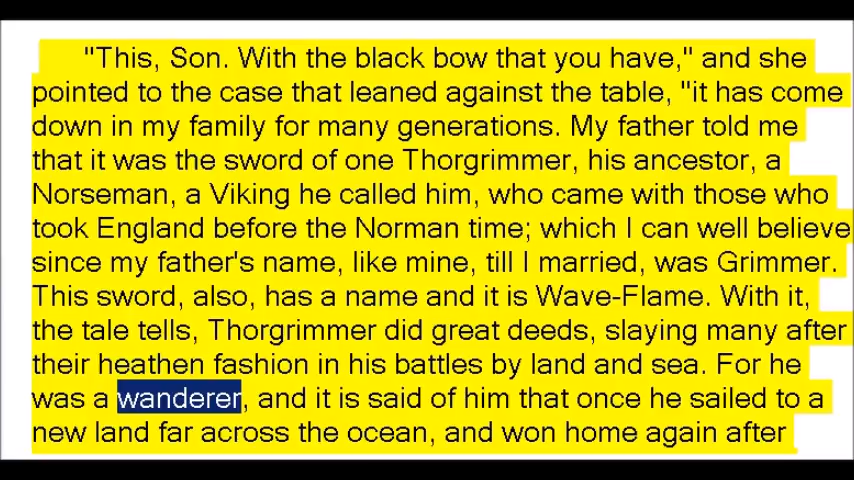 "This, Son. With the black bow that you have," and she
pointed to the case that leaned against the table, "it has come
down in my family for many generations. My father told me
that it was the sword of one Thorgrimmer, his ancestor, a
Norseman, a Viking he called him, who came with those who
took England before the Norman time; which I can well believe
since my father's name, like mine, till I married, was Grimmer.
This sword, also, has a name and it is Wave-Flame. With it,
the tale tells, Thorgrimmer did great deeds, slaying many after
their heathen fashion in his battles by land and sea. For he
was a wanderer, and it is said of him that once he sailed to a
new land far across the ocean, and won home again after